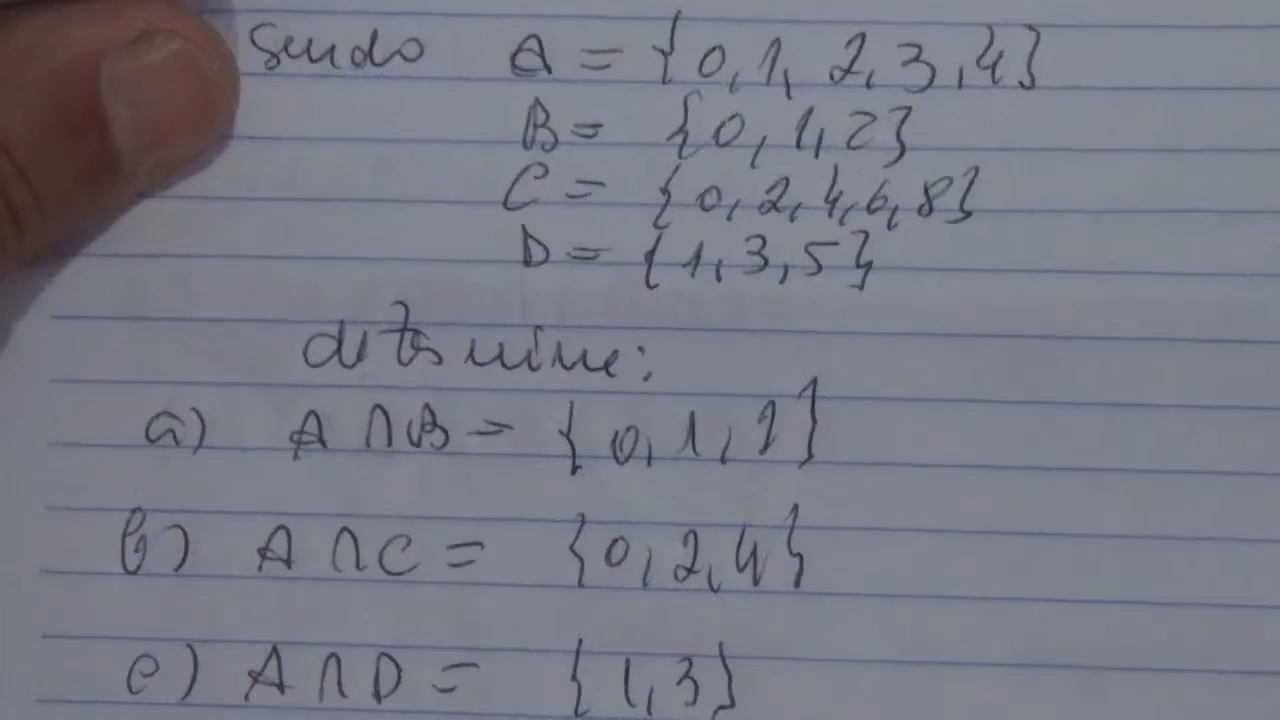 Sendo A = {0, 1, 2, 3, 4}
B = {0, 1, 2}
C = {0, 2, 4, 6, 8}
D = {1, 3, 5}
determine:
a) A ∩ B = {0, 1, 2}
b) A ∩ C = {0, 2, 4}
c) A ∩ D = {1, 3}